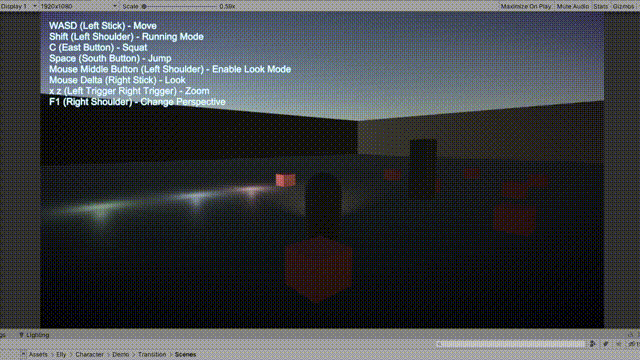 Display 1 1920x1080 Scale 0.59x Maximize On Play Mute Audio Stats Gizmos
WASD (Left Stick) - Move
Shift (Left Shoulder) - Running Mode
C (East Button) - Squat
Space (South Button) - Jump
Mouse Middle Button (Left Shoulder) - Enable Look Mode
Mouse Delta (Right Stick) - Look
x z (Left Trigger Right Trigger) - Zoom
F1 (Right Shoulder) - Change Perspective
Lighting
Assets > Elly > Character > Demo > Transition > Scenes